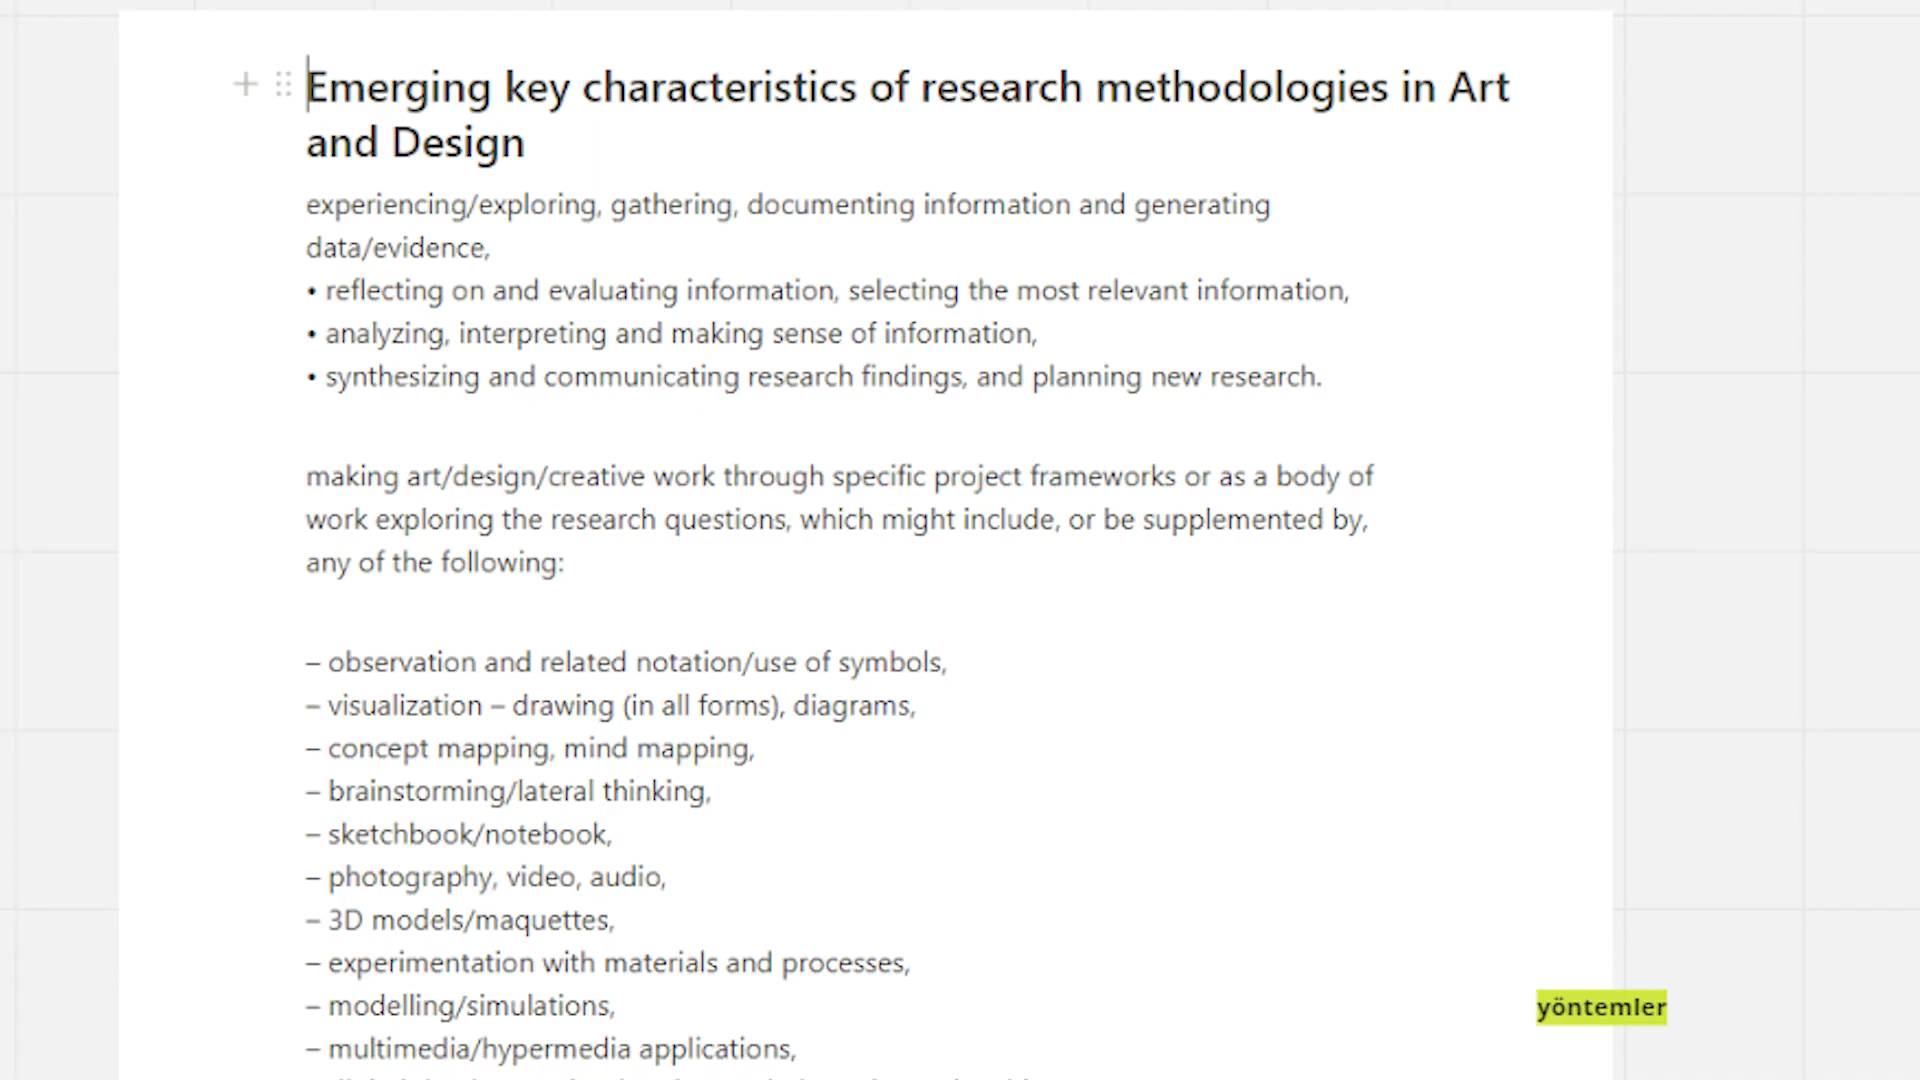 Emerging key characteristics of research methodologies in Art
and Design
experiencing/exploring, gathering, documenting information and generating
data/evidence,
• reflecting on and evaluating information, selecting the most relevant information,
• analyzing, interpreting and making sense of information,
• synthesizing and communicating research findings, and planning new research.
making art/design/creative work through specific project frameworks or as a body of
work exploring the research questions, which might include, or be supplemented by,
any of the following:
– observation and related notation/use of symbols,
– visualization – drawing (in all forms), diagrams,
– concept mapping, mind mapping,
– brainstorming/lateral thinking,
– sketchbook/notebook,
– photography, video, audio,
– 3D models/maquettes,
– experimentation with materials and processes,
– modelling/simulations,
yöntemler
– multimedia/hypermedia applications,